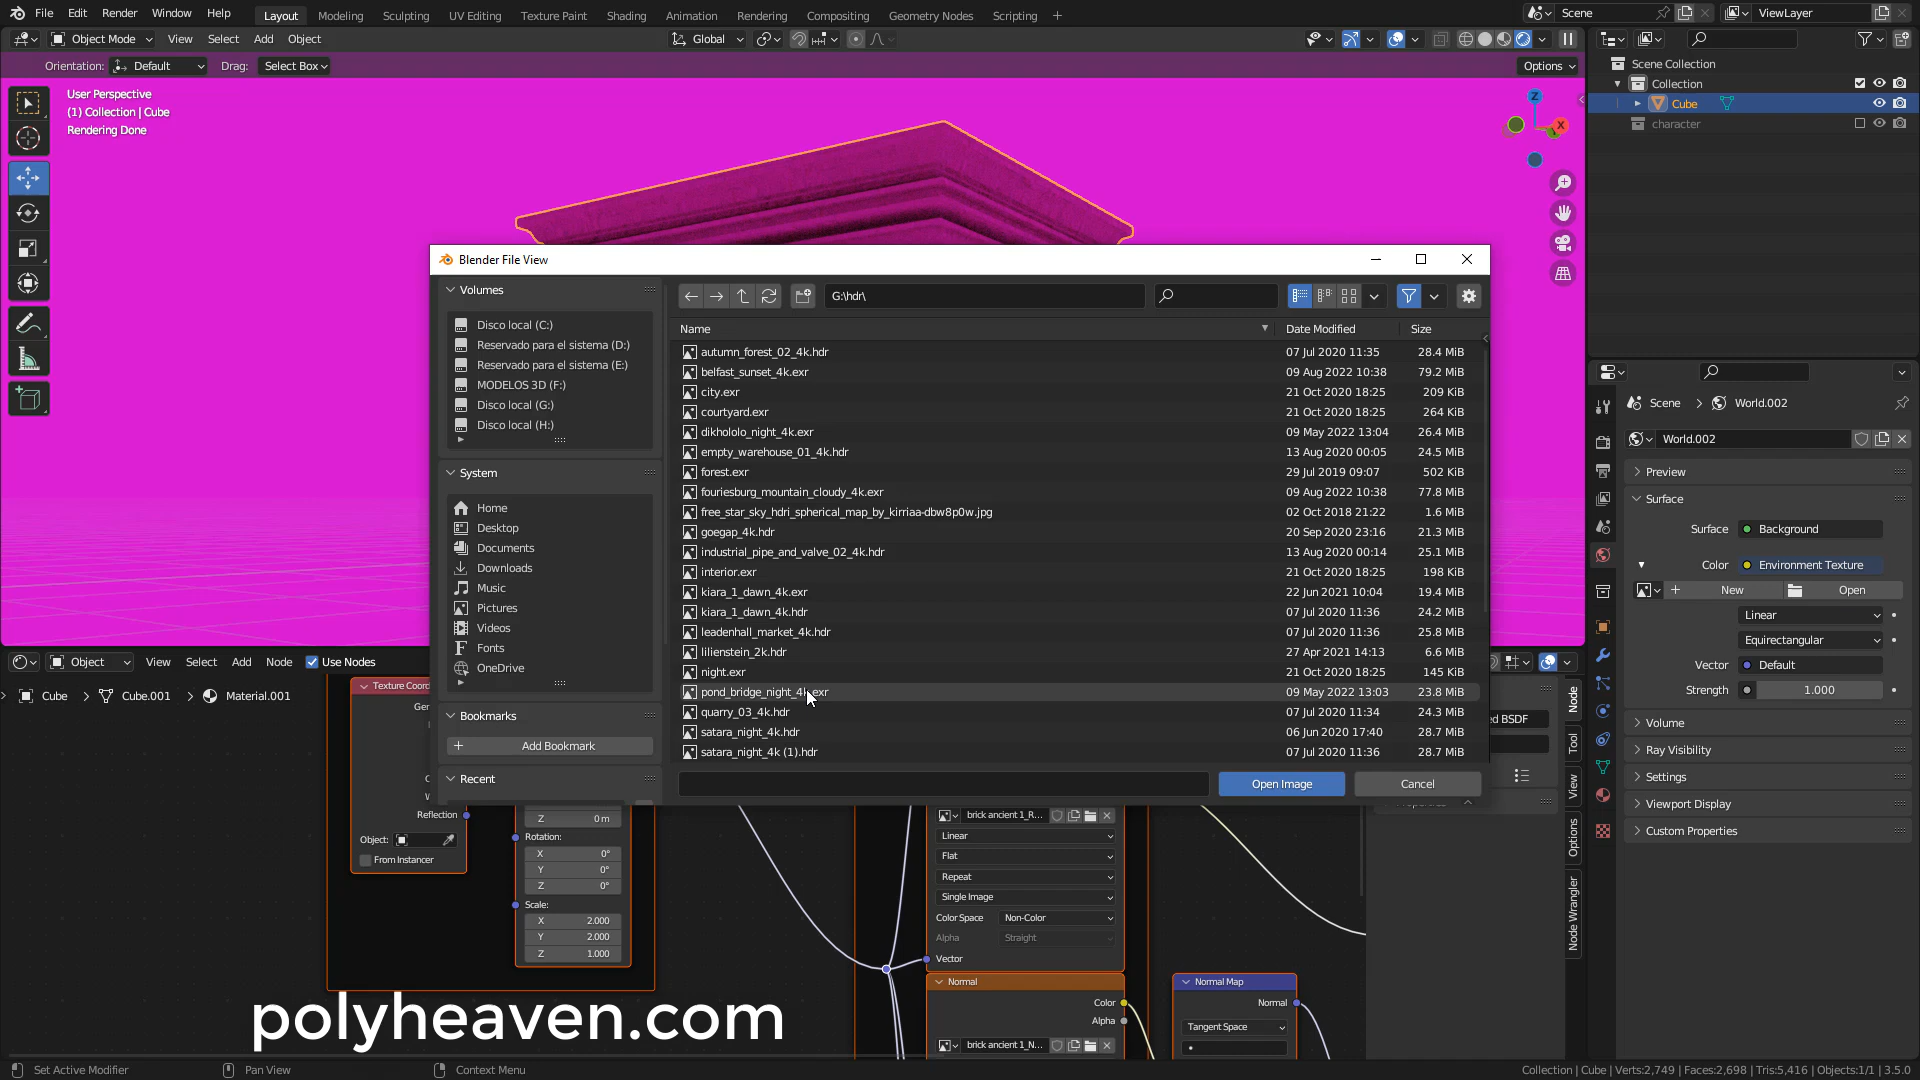 File Edit Render Window Help Layout Modeling Sculpting UV Editing Texture Paint Shading Animation Rendering Compositing Geometry Nodes Scripting + Scene ViewLayer
Object Mode View Select Add Object Global
Orientation: Default Drag: Select Box Options
User Perspective
(1) Collection | Cube
Rendering Done
Z
X
Scene Collection
Collection
Cube
character
Blender File View
Volumes
Disco local (C:)
Reservado para el sistema (D:)
Reservado para el sistema (E:)
MODELOS 3D (F:)
Disco local (G:)
Disco local (H:)
System
Home
Desktop
Documents
Downloads
Music
Pictures
Videos
Fonts
OneDrive
Bookmarks
Add Bookmark
Recent
G:\hdr\
Name Date Modified Size
autumn_forest_02_4k.hdr 07 Jul 2020 11:35 28.4 MiB
belfast_sunset_4k.exr 09 Aug 2022 10:38 79.2 MiB
city.exr 21 Oct 2020 18:25 209 KiB
courtyard.exr 21 Oct 2020 18:25 264 KiB
dikhololo_night_4k.exr 09 May 2022 13:04 26.4 MiB
empty_warehouse_01_4k.hdr 13 Aug 2020 00:05 24.5 MiB
forest.exr 29 Jul 2019 09:07 502 KiB
fouriesburg_mountain_cloudy_4k.exr 09 Aug 2022 10:38 77.8 MiB
free_star_sky_hdri_spherical_map_by_kirriaa-dbw8p0w.jpg 02 Oct 2018 21:22 1.6 MiB
goegap_4k.hdr 20 Sep 2020 23:16 21.3 MiB
industrial_pipe_and_valve_02_4k.hdr 13 Aug 2020 00:14 25.1 MiB
interior.exr 21 Oct 2020 18:25 198 KiB
kiara_1_dawn_4k.exr 22 Jun 2021 10:04 19.4 MiB
kiara_1_dawn_4k.hdr 07 Jul 2020 11:36 24.2 MiB
leadenhall_market_4k.hdr 07 Jul 2020 11:36 25.8 MiB
lilienstein_2k.hdr 27 Apr 2021 14:13 6.6 MiB
night.exr 21 Oct 2020 18:25 145 KiB
pond_bridge_night_4k.exr 09 May 2022 13:03 23.8 MiB
quarry_03_4k.hdr 07 Jul 2020 11:34 24.3 MiB
satara_night_4k.hdr 06 Jun 2020 17:40 28.7 MiB
satara_night_4k (1).hdr 07 Jul 2020 11:36 28.7 MiB
Open Image Cancel
Scene > World.002
World.002
Preview
Surface
Surface Background
Color Environment Texture
+ New Open
Linear
Equirectangular
Vector Default
Strength 1.000
Volume
Ray Visibility
Settings
Viewport Display
Custom Properties
Object View Select Add Object Use Nodes
Cube > Cube.001 > Material.001
Texture Coord
Reflection
Object:
From Instancer
Z 0 m
Rotation:
X 0°
Y 0°
Z 0°
Scale:
X 2.000
Y 2.000
Z 1.000
brick ancient 1_R...
Linear
Flat
Repeat
Single Image
Color Space Non-Color
Alpha Straight
Vector
Normal
Color
Alpha
brick ancient 1_N...
Normal Map
Normal
Tangent Space
Node
Tool
View
Options
Node Wrangler
polyheaven.com
Set Active Modifier Pan View Context Menu Collection | Cube | Verts:2,749 | Faces:2,698 | Tris:5,416 | Objects:1/1 | 3.5.0